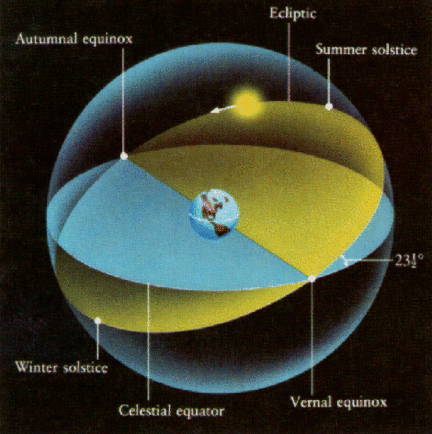 Ecliptic
Autumnal equinox
Summer solstice
23½°
Winter solstice
Celestial equator
Vernal equinox